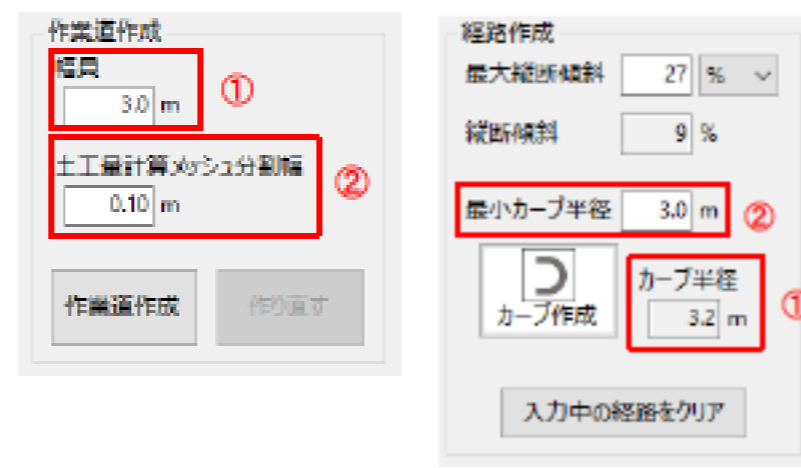 作業道作成
幅員
3.0 m
①
土工量計算メッシュ分割幅
0.10 m
②
作業道作成
作り直す
経路作成
最大縦断傾斜 27 %
縦断傾斜 9 %
最小カーブ半径 3.0 m
②
カーブ作成
カーブ半径
3.2 m
①
入力中の経路をクリア